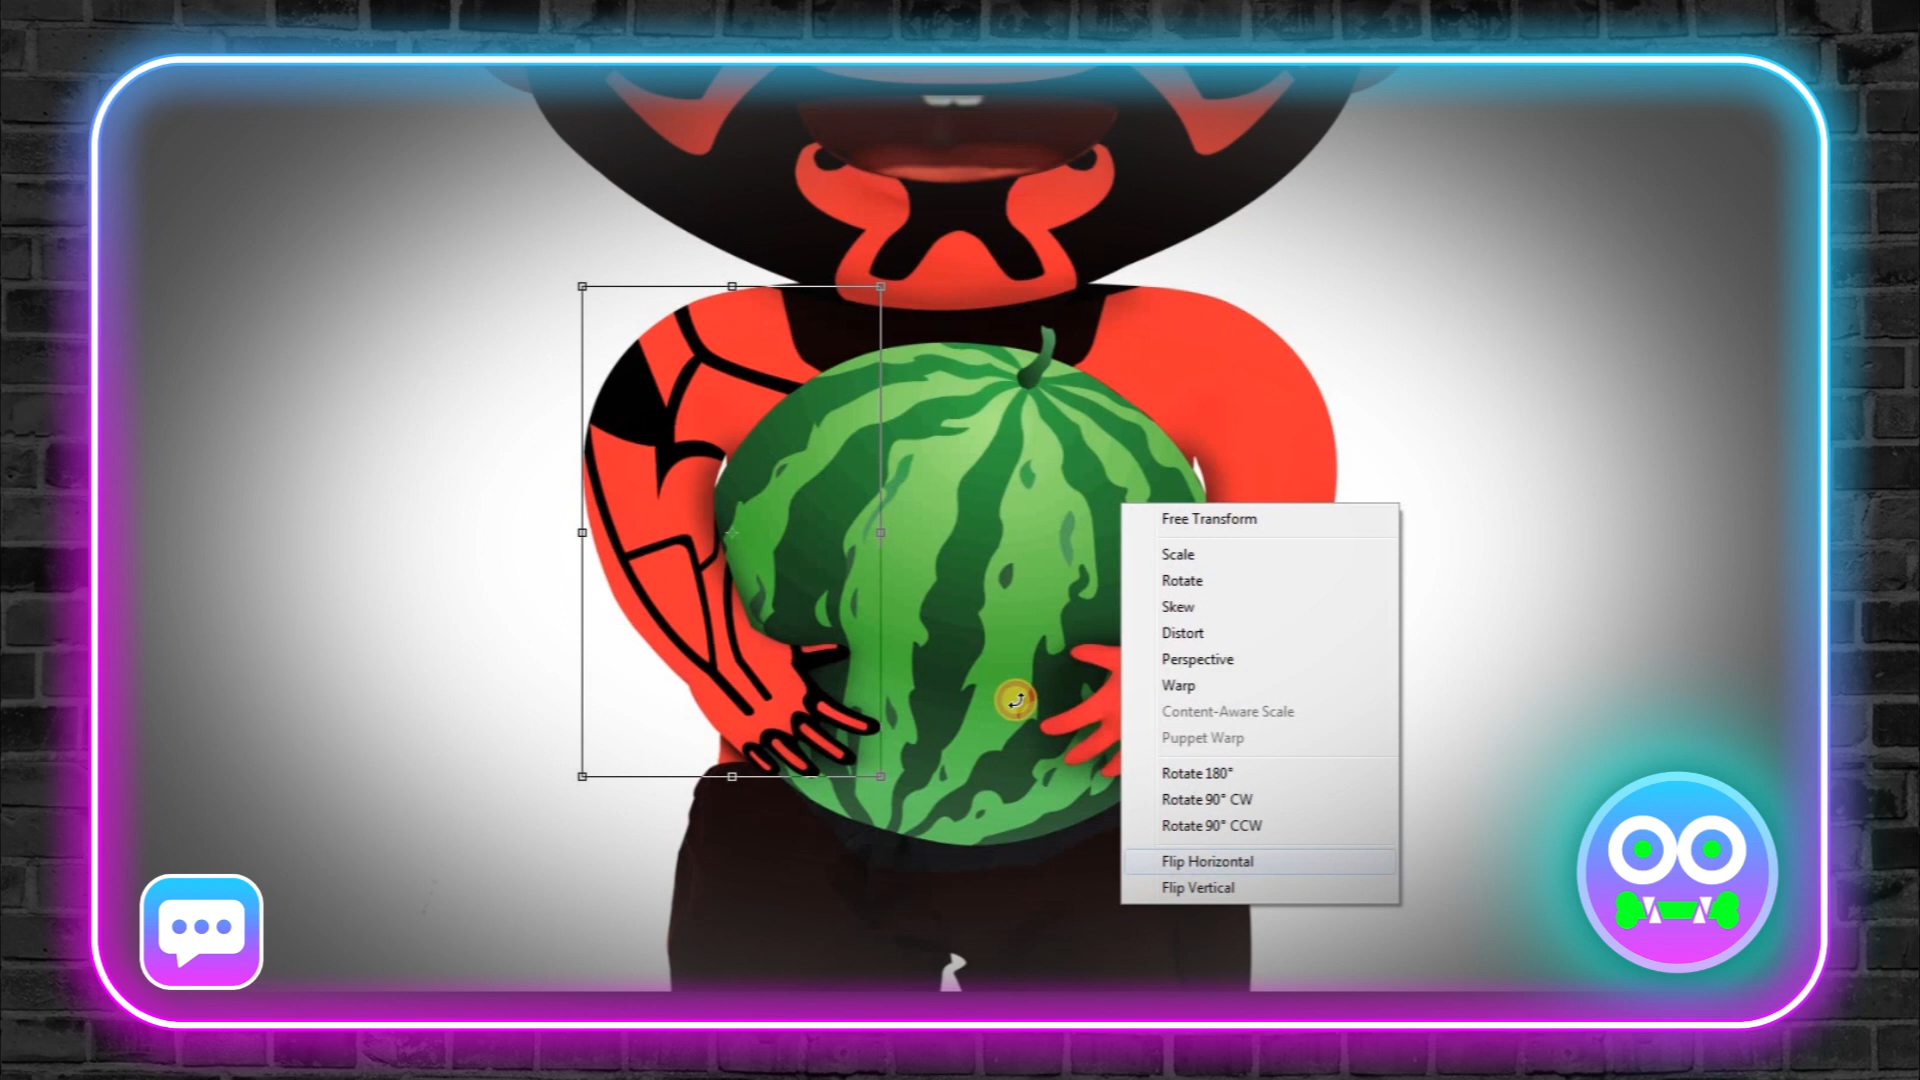 Free Transform
Scale
Rotate
Skew
Distort
Perspective
Warp
Content-Aware Scale
Puppet Warp
Rotate 180°
Rotate 90° CW
Rotate 90° CCW
Flip Horizontal
Flip Vertical